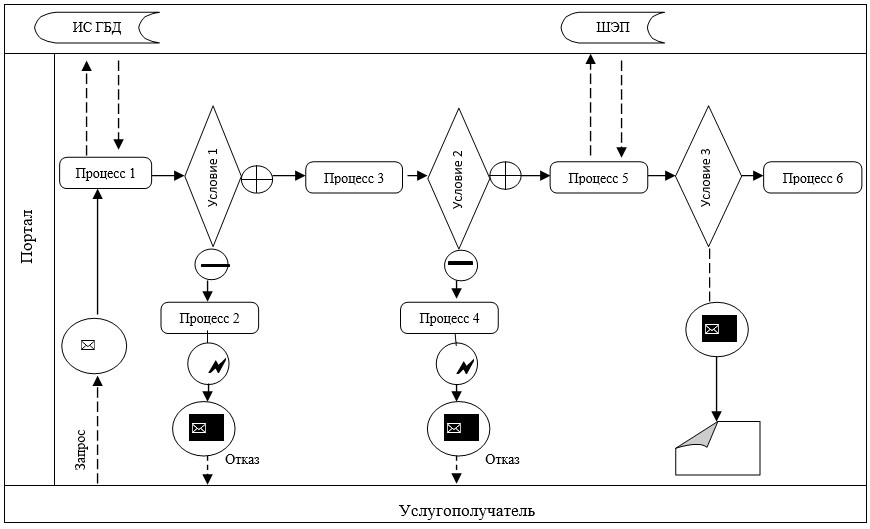 ИС ГБД
ШЭП
Портал
Процесс 1
Условие 1
Процесс 3
Условие 2
Процесс 5
Условие 3
Процесс 6
Процесс 2
Процесс 4
Запрос
Отказ
Отказ
Услугополучатель